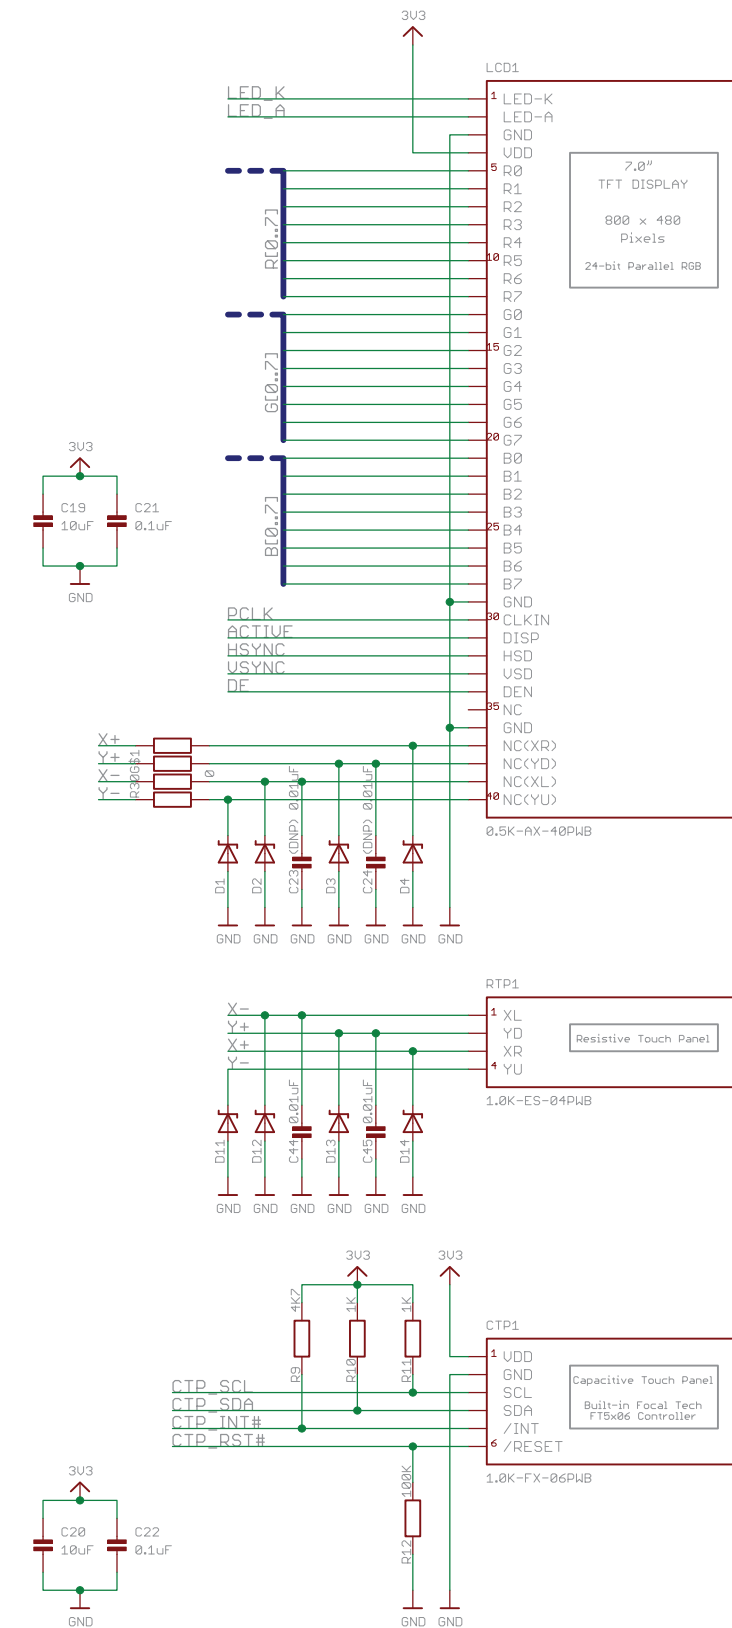 3V3
LCD1
LED_K
1 LED-K
LED_A
LED-A
GND
VDD
5 R0
R1
R2
R3
R4
10 R5
R6
R7
R[0..7]
7.0"
TFT DISPLAY
800 x 480
Pixels
24-bit Parallel RGB
G0
G1
15 G2
G3
G4
G5
G6
20 G7
G[0..7]
B0
B1
B2
B3
25 B4
B5
B6
B7
B[0..7]
3V3
C19
10uF
C21
0.1uF
GND
GND
PCLK
30 CLKIN
ACTIVE
DISP
HSYNC
HSD
VSYNC
VSD
DE
DEN
35 NC
GND
X+
NC(XR)
Y+
NC(YD)
X-
NC(XL)
Y-
40 NC(YU)
R30G$1
0
0.5K-AX-40PWB
D1
D2
C23 (DNP) 0.01uF
D3
C24 (DNP) 0.01uF
D4
GND GND GND GND GND GND GND
RTP1
X-
1 XL
Y+
YD
X+
XR
Y-
4 YU
Resistive Touch Panel
1.0K-ES-04PWB
D11
D12
C44 0.01uF
D13
C45 0.01uF
D14
GND GND GND GND GND GND
3V3 3V3
4K7
1K
1K
R9
R10
R11
CTP1
1 VDD
GND
CTP_SCL
SCL
CTP_SDA
SDA
CTP_INT#
/INT
CTP_RST#
6 /RESET
Capacitive Touch Panel
Built-in Focal Tech
FT5x06 Controller
1.0K-FX-06PWB
100K
R12
3V3
C20
10uF
C22
0.1uF
GND
GND GND